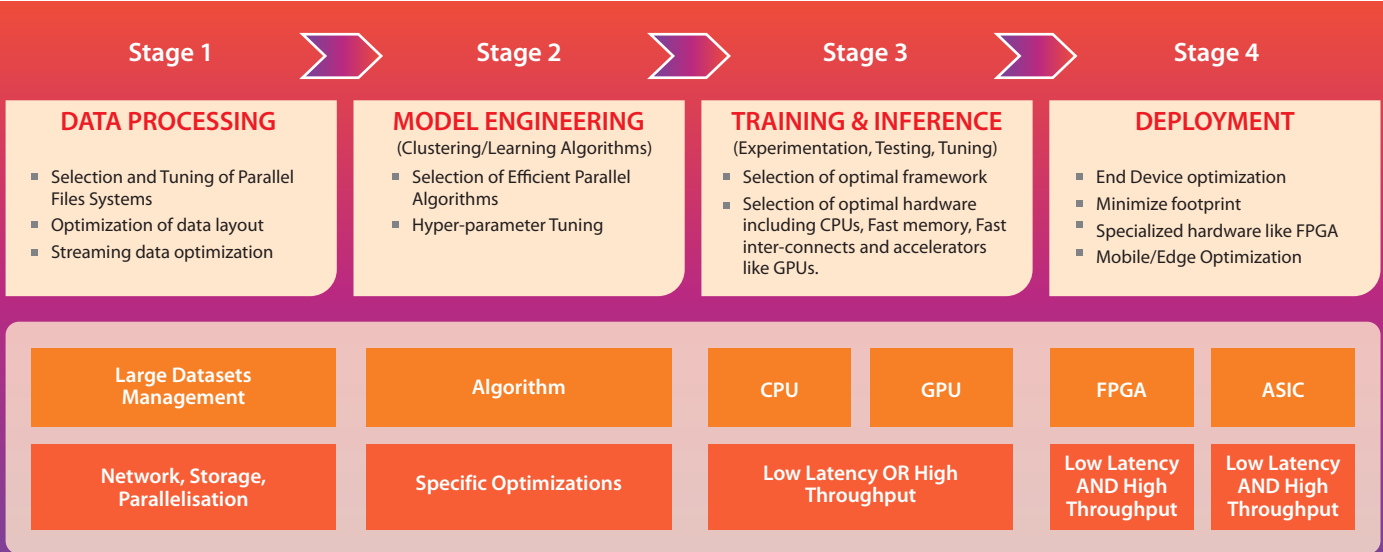 Stage 1
Stage 2
Stage 3
Stage 4
DATA PROCESSING
Selection and Tuning of Parallel
Files Systems
Optimization of data layout
Streaming data optimization
MODEL ENGINEERING
(Clustering/Learning Algorithms)
Selection of Efficient Parallel
Algorithms
Hyper-parameter Tuning
TRAINING & INFERENCE
(Experimentation, Testing, Tuning)
Selection of optimal framework
Selection of optimal hardware
including CPUs, Fast memory, Fast
inter-connects and accelerators
like GPUs.
DEPLOYMENT
End Device optimization
Minimize footprint
Specialized hardware like FPGA
Mobile/Edge Optimization
Large Datasets
Management
Algorithm
CPU
GPU
FPGA
ASIC
Network, Storage,
Parallelisation
Specific Optimizations
Low Latency OR High
Throughput
Low Latency
AND High
Throughput
Low Latency
AND High
Throughput